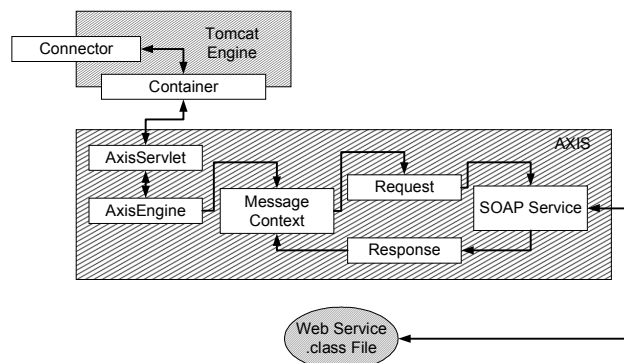 Tomcat
Engine
Connector
Container
AXIS
AxisServlet
AxisEngine
Message
Context
Request
SOAP Service
Response
Web Service
.class File